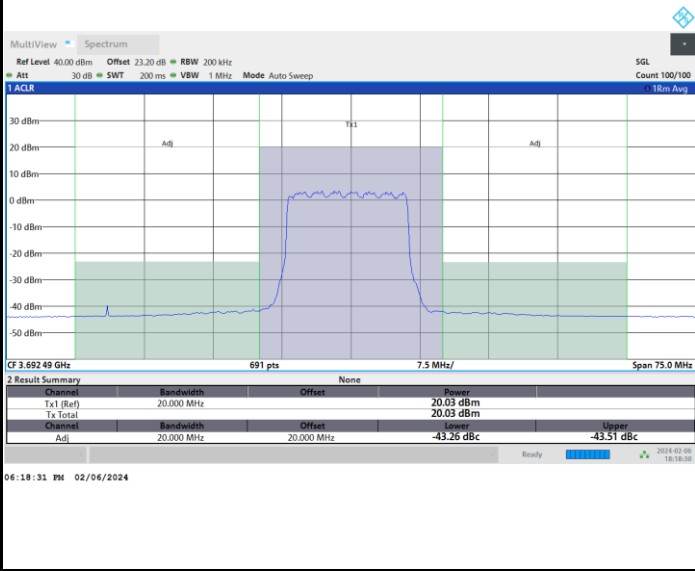 MultiView Spectrum
Ref Level 40.00 dBm Offset 23.20 dB RBW 200 kHz SGL
Att 30 dB SWT 200 ms VBW 1 MHz Mode Auto Sweep Count 100/100
1 ACLR 1Rm Avg
30 dBm
Tx1
20 dBm
Adj Adj
10 dBm
0 dBm
-10 dBm
-20 dBm
-30 dBm
-40 dBm
-50 dBm
CF 3.692 49 GHz 691 pts 7.5 MHz/ Span 75.0 MHz
2 Result Summary None
Channel Bandwidth Offset Power
Tx1 (Ref) 20.000 MHz 20.03 dBm
Tx Total 20.03 dBm
Channel Bandwidth Offset Lower Upper
Adj 20.000 MHz 20.000 MHz -43.26 dBc -43.51 dBc
Ready 2024-02-06
18:18:30
06:18:31 PM 02/06/2024